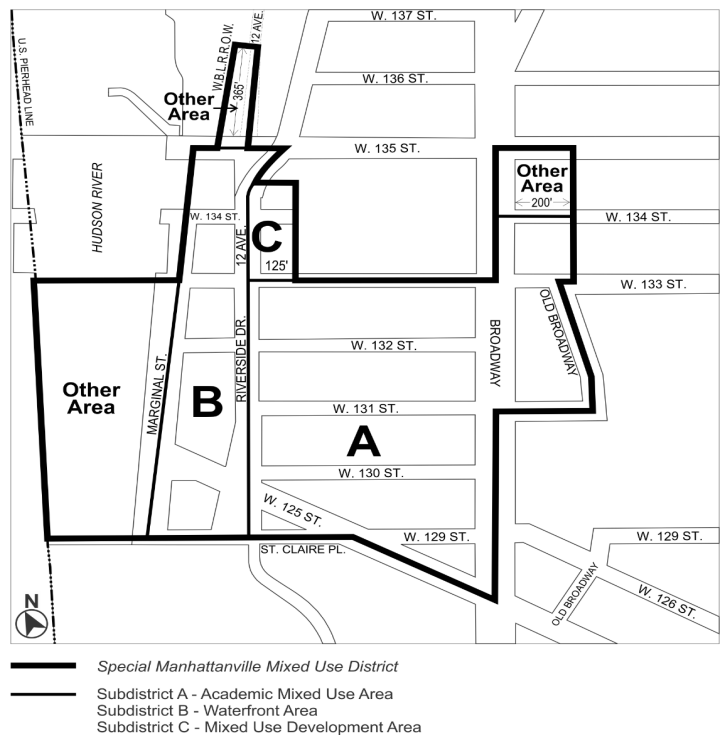 W. 137 ST.
12 AVE.
W.B.L.R.R.O.W.
U.S. PIERHEAD LINE
W. 136 ST.
365'
Other
Area
W. 135 ST.
HUDSON RIVER
Other
Area
200'
W. 134 ST.
W. 134 ST.
12 AVE.
C
125'
W. 133 ST.
OLD BROADWAY
BROADWAY
RIVERSIDE DR.
W. 132 ST.
MARGINAL ST.
Other
Area
B
W. 131 ST.
A
W. 130 ST.
W. 125 ST.
W. 129 ST.
W. 129 ST.
ST. CLAIRE PL.
OLD BROADWAY
W. 126 ST.
N
Special Manhattanville Mixed Use District
Subdistrict A - Academic Mixed Use Area
Subdistrict B - Waterfront Area
Subdistrict C - Mixed Use Development Area